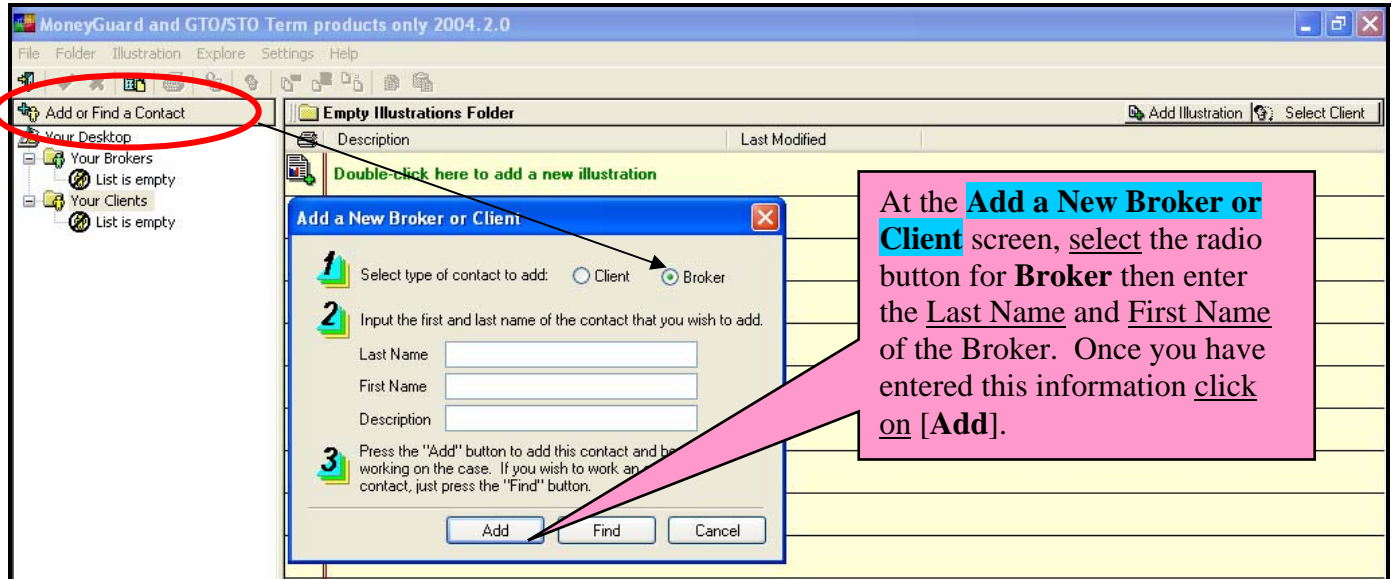 MoneyGuard and GTO/STO Term products only 2004.2.0
File Folder Illustration Explore Settings Help
Add or Find a Contact
Empty Illustrations Folder
Add Illustration
Select Client
Your Desktop
Description
Last Modified
Your Brokers
List is empty
Your Clients
List is empty
Double-click here to add a new illustration
Add a New Broker or Client
1
Select type of contact to add:
Client
Broker
2
Input the first and last name of the contact that you wish to add.
Last Name
First Name
Description
3
Press the "Add" button to add this contact and
working on the case. If you wish to work
contact, just press the "Find" button.
Add
Find
Cancel
At the Add a New Broker or
Client screen, select the radio
button for Broker then enter
the Last Name and First Name
of the Broker. Once you have
entered this information click
on [Add].